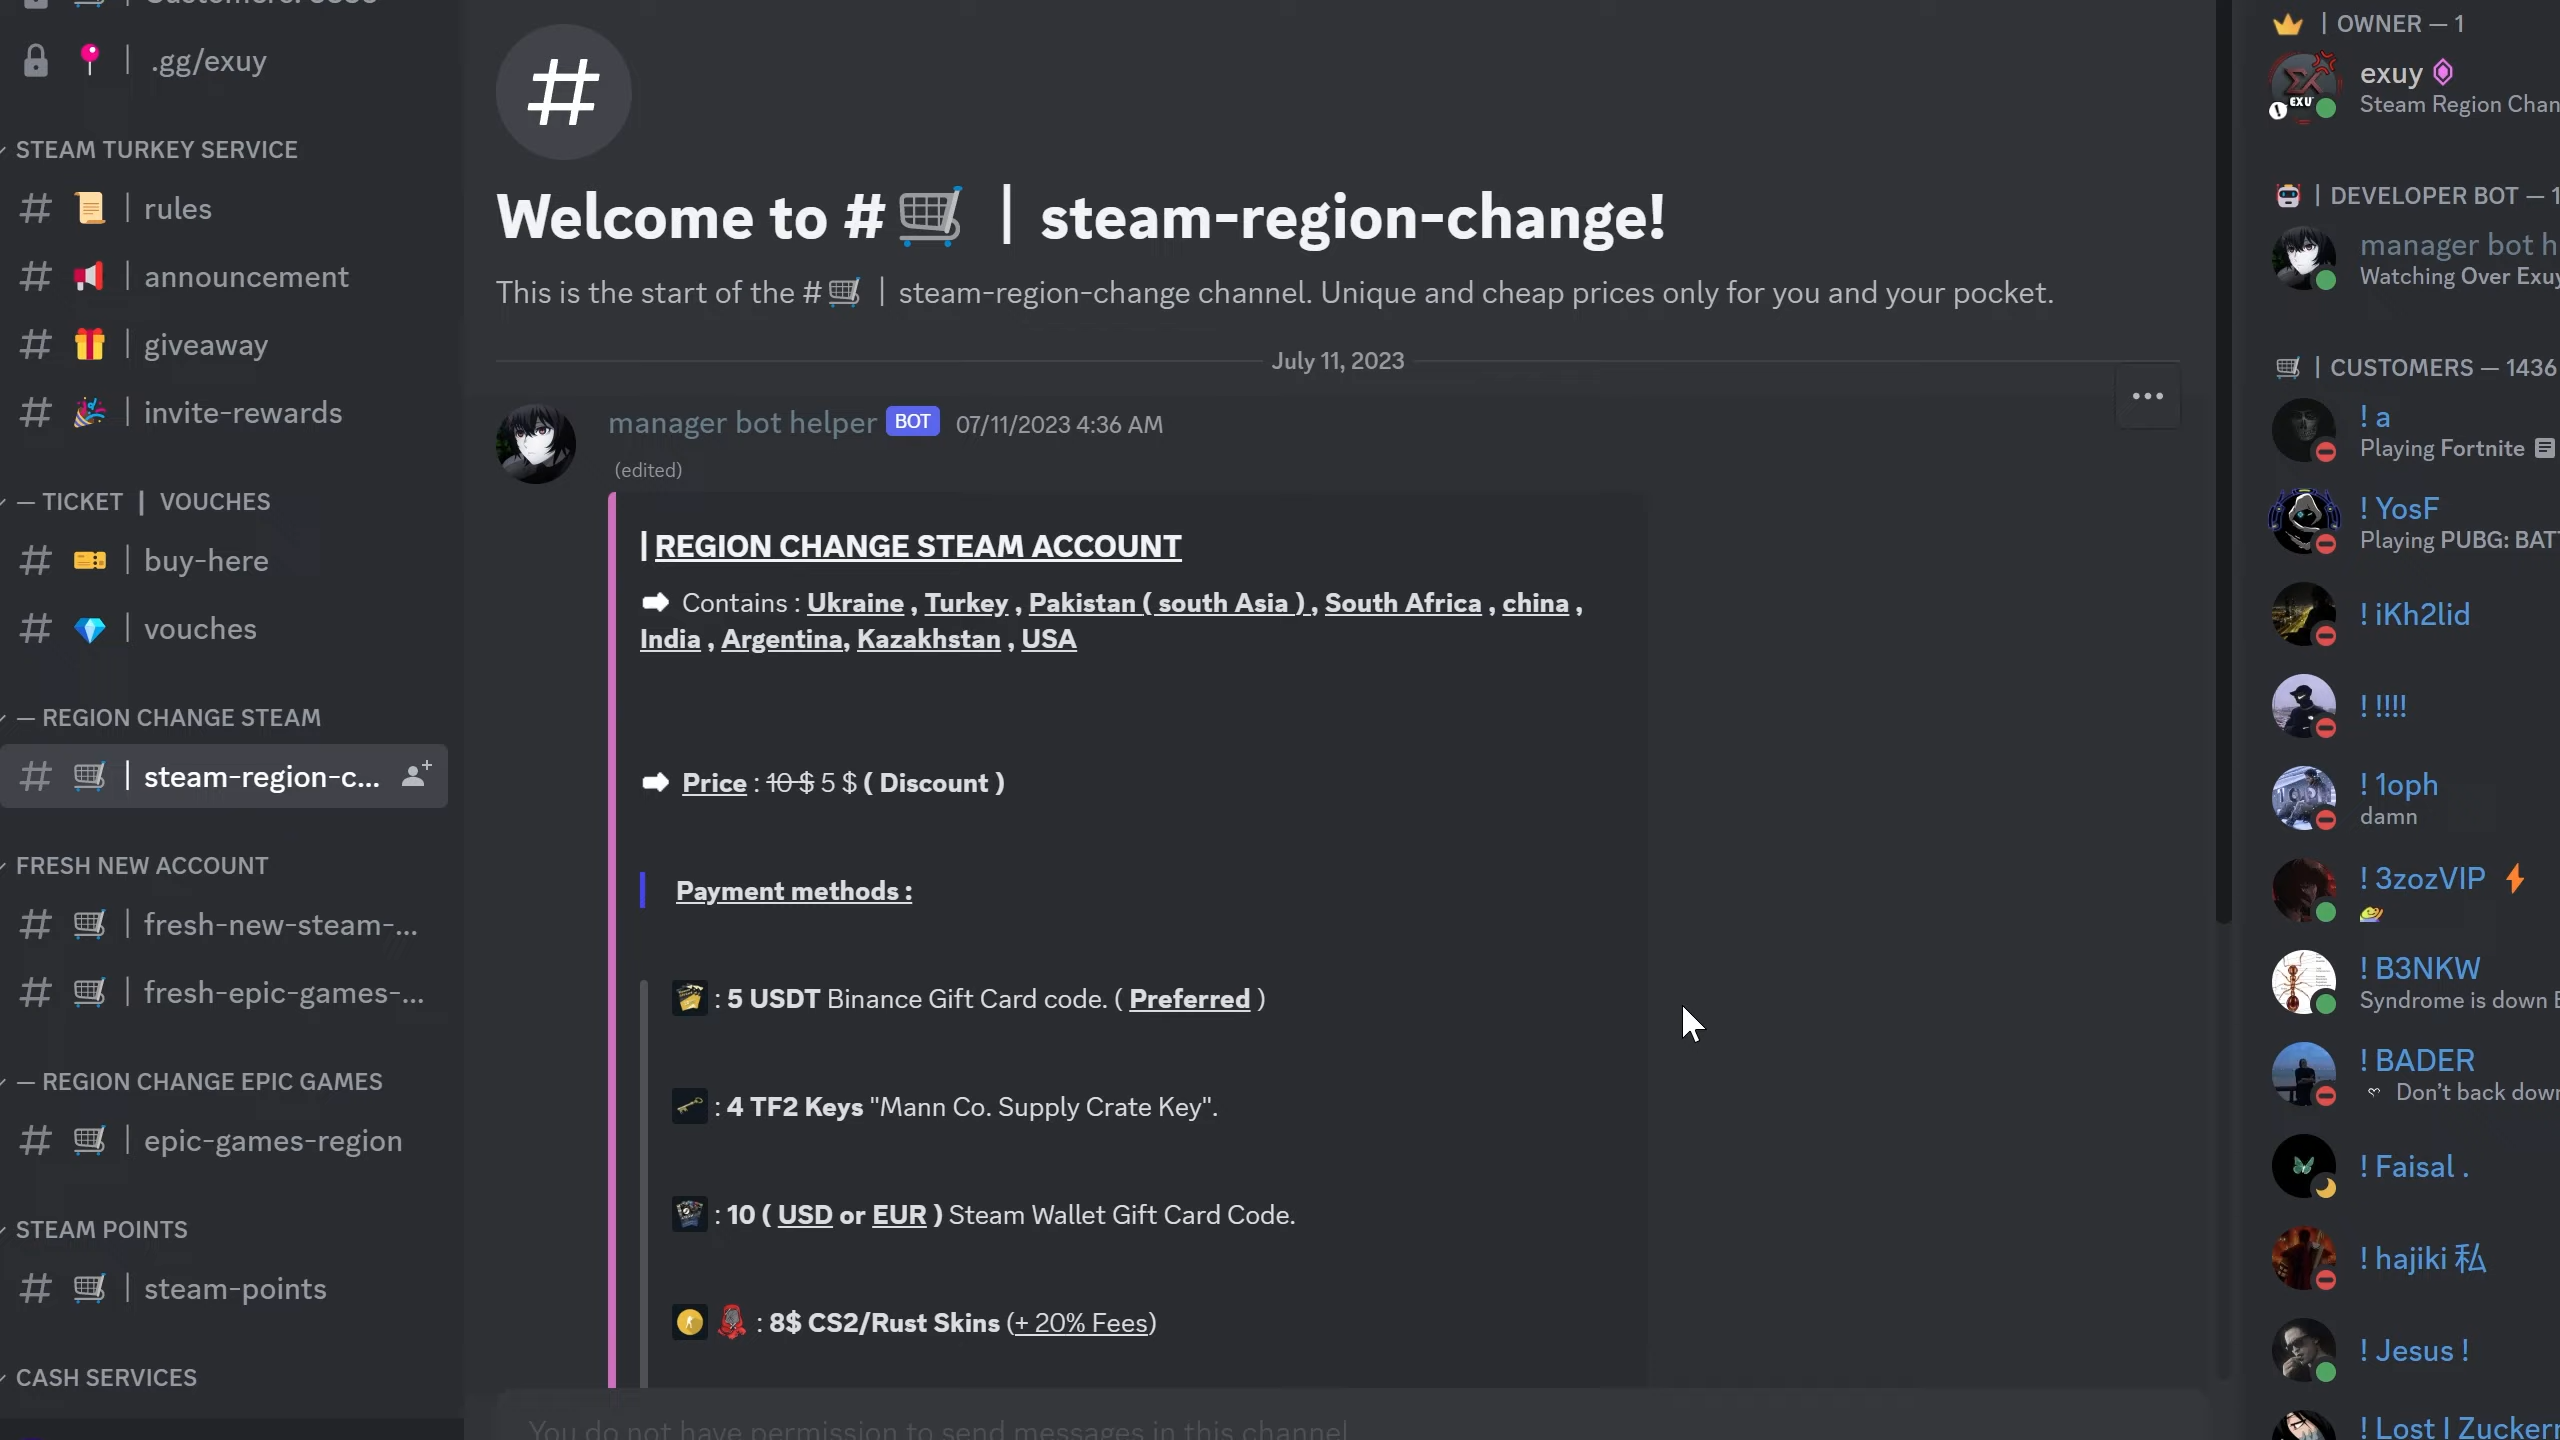 .gg/exuy
STEAM TURKEY SERVICE
# | rules
# | announcement
# | giveaway
# | invite-rewards
— TICKET | VOUCHES
# | buy-here
# | vouches
— REGION CHANGE STEAM
# | steam-region-c...
FRESH NEW ACCOUNT
# | fresh-new-steam-...
# | fresh-epic-games-...
— REGION CHANGE EPIC GAMES
# | epic-games-region
STEAM POINTS
# | steam-points
CASH SERVICES
#
Welcome to #🛒 | steam-region-change!
This is the start of the #🛒 | steam-region-change channel. Unique and cheap prices only for you and your pocket.
July 11, 2023
manager bot helper BOT 07/11/2023 4:36 AM
(edited)
| REGION CHANGE STEAM ACCOUNT
➡ Contains : Ukraine , Turkey , Pakistan ( south Asia ) , South Africa , china ,
India , Argentina, Kazakhstan , USA
➡ Price : 10 $ 5 $ ( Discount )
Payment methods :
: 5 USDT Binance Gift Card code. ( Preferred )
: 4 TF2 Keys "Mann Co. Supply Crate Key".
: 10 ( USD or EUR ) Steam Wallet Gift Card Code.
: 8$ CS2/Rust Skins (+ 20% Fees)
You do not have permission to send messages in this channel
| OWNER — 1
exuy
EXU
Steam Region Chan
| DEVELOPER BOT — 1
manager bot h
Watching Over Exuy
| CUSTOMERS — 1436
! a
Playing Fortnite
! YosF
Playing PUBG: BAT
! iKh2lid
! !!!!
! 1oph
damn
! 3zozVIP
! B3NKW
Syndrome is down
! BADER
Don't back down
! Faisal .
! hajiki 私
! Jesus !
! Lost I Zuckerr